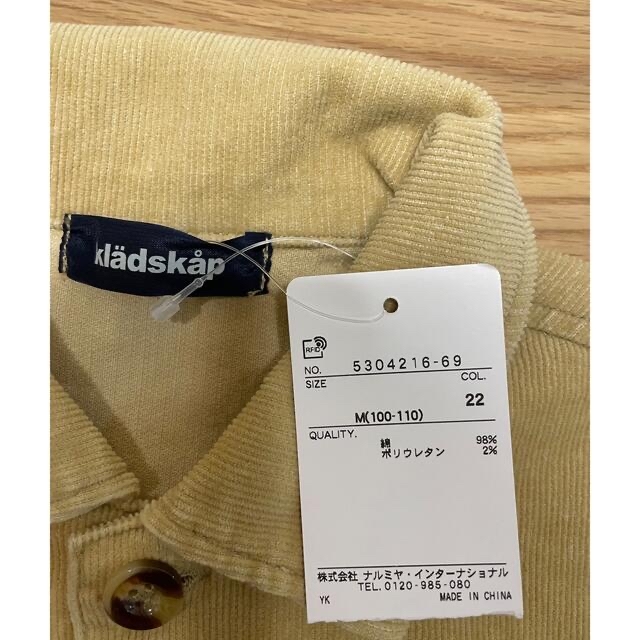 klädskåp
RFID
NO. 5304216-69
SIZE COL.
M(100-110) 22
QUALITY.
綿 98%
ポリウレタン 2%
株式会社 ナルミヤ・インターナショナル
TEL.0120-985-080
YK MADE IN CHINA